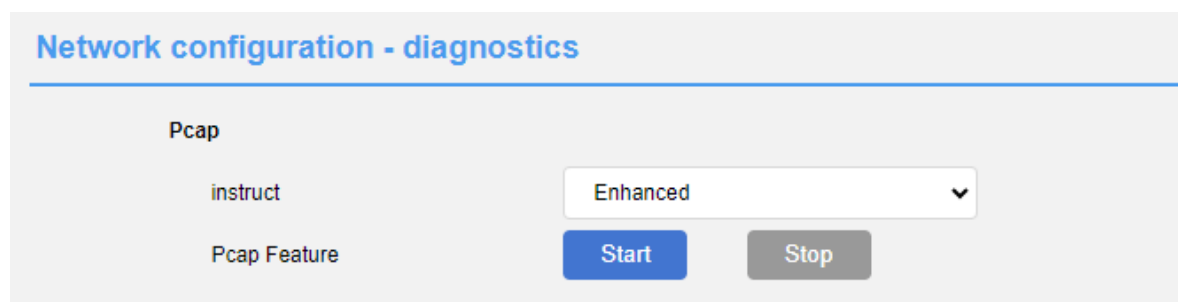 Network configuration - diagnostics
Pcap
instruct Enhanced
Pcap Feature Start Stop